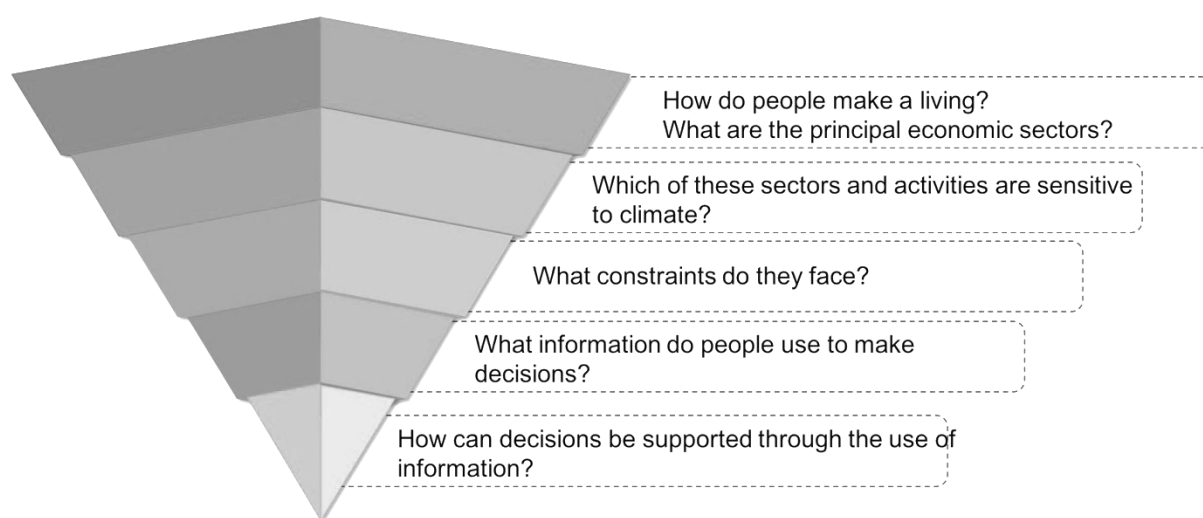 How do people make a living?
What are the principal economic sectors?
Which of these sectors and activities are sensitive
to climate?
What constraints do they face?
What information do people use to make
decisions?
How can decisions be supported through the use of
information?